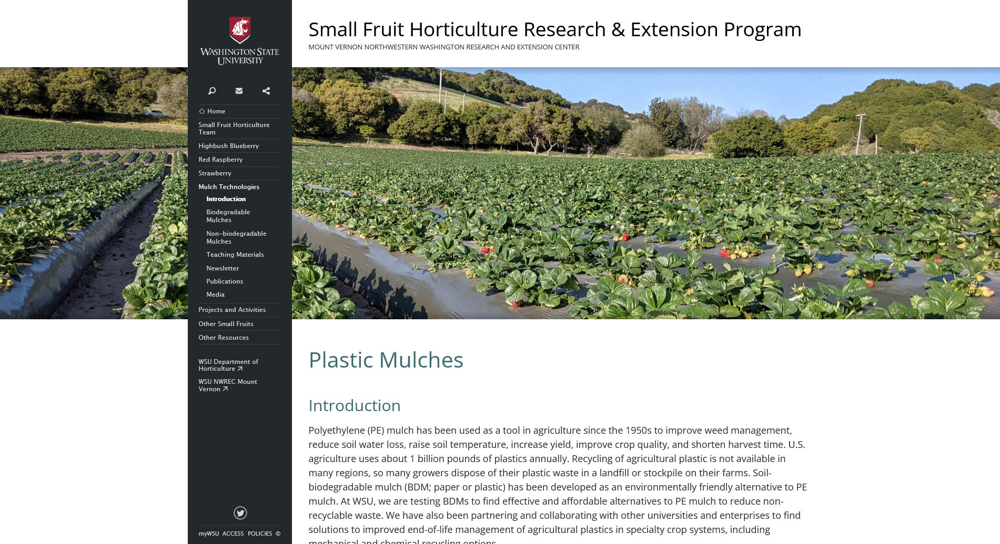 WASHINGTON STATE
UNIVERSITY
Home
Small Fruit Horticulture
Team
Highbush Blueberry
Red Raspberry
Strawberry
Mulch Technologies
Introduction
Biodegradable
Mulches
Non-biodegradable
Mulches
Teaching Materials
Newsletter
Publications
Media
Projects and Activities
Other Small Fruits
Other Resources
WSU Department of
Horticulture
WSU NWREC Mount
Vernon
myWSU ACCESS POLICIES ©
Small Fruit Horticulture Research & Extension Program
MOUNT VERNON NORTHWESTERN WASHINGTON RESEARCH AND EXTENSION CENTER
Plastic Mulches
Introduction
Polyethylene (PE) mulch has been used as a tool in agriculture since the 1950s to improve weed management,
reduce soil water loss, raise soil temperature, increase yield, improve crop quality, and shorten harvest time. U.S.
agriculture uses about 1 billion pounds of plastics annually. Recycling of agricultural plastic is not available in
many regions, so many growers dispose of their plastic waste in a landfill or stockpile on their farms. Soil-
biodegradable mulch (BDM; paper or plastic) has been developed as an environmentally friendly alternative to PE
mulch. At WSU, we are testing BDMs to find effective and affordable alternatives to PE mulch to reduce non-
recyclable waste. We have also been partnering and collaborating with other universities and enterprises to find
solutions to improved end-of-life management of agricultural plastics in specialty crop systems, including
mechanical and chemical recycling options.